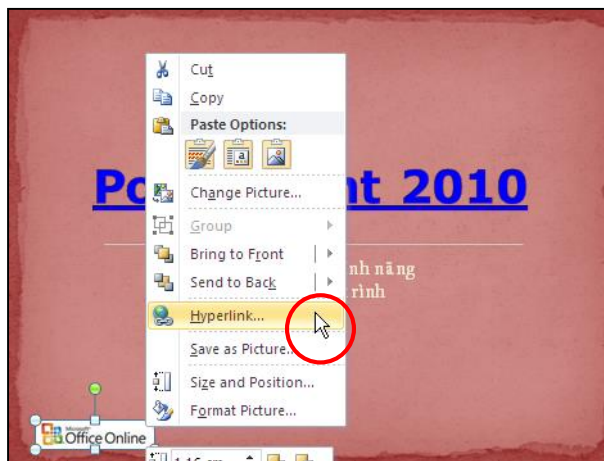 Cut
Copy
Paste Options:
a
Po
nt 2010
Change Picture...
Group
Bring to Front
nh năng
Send to Back
rình
Hyperlink...
Save as Picture...
Size and Position...
Format Picture...
Microsoft
Office Online